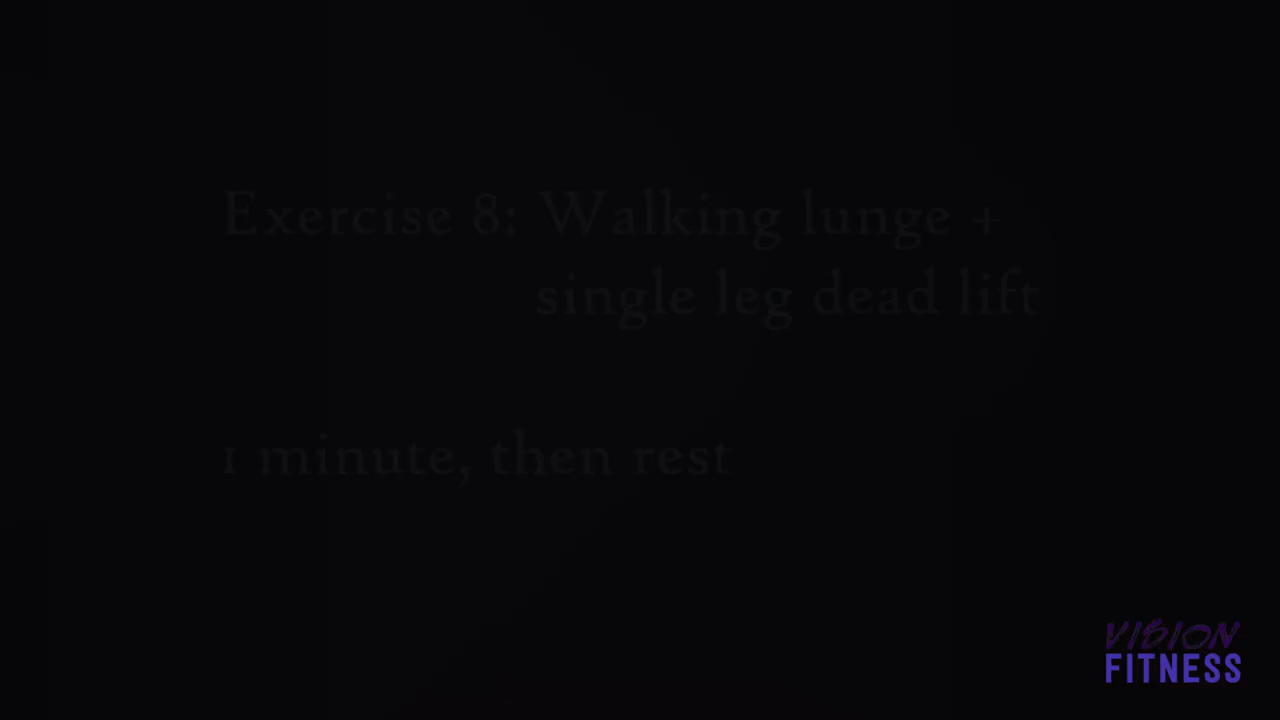 Exercise 8: Walking lunge +
single leg dead lift
1 minute, then rest
VISION
FITNESS